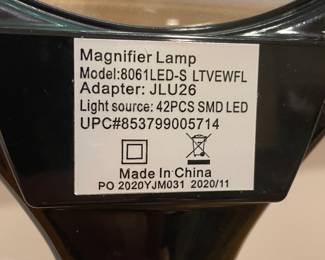 Magnifier Lamp
Model:8061LED-S LTVEWFL
Adapter: JLU26
Light source: 42PCS SMD LED
UPC#853799005714
Made In China
PO 2020YJM031 2020/11